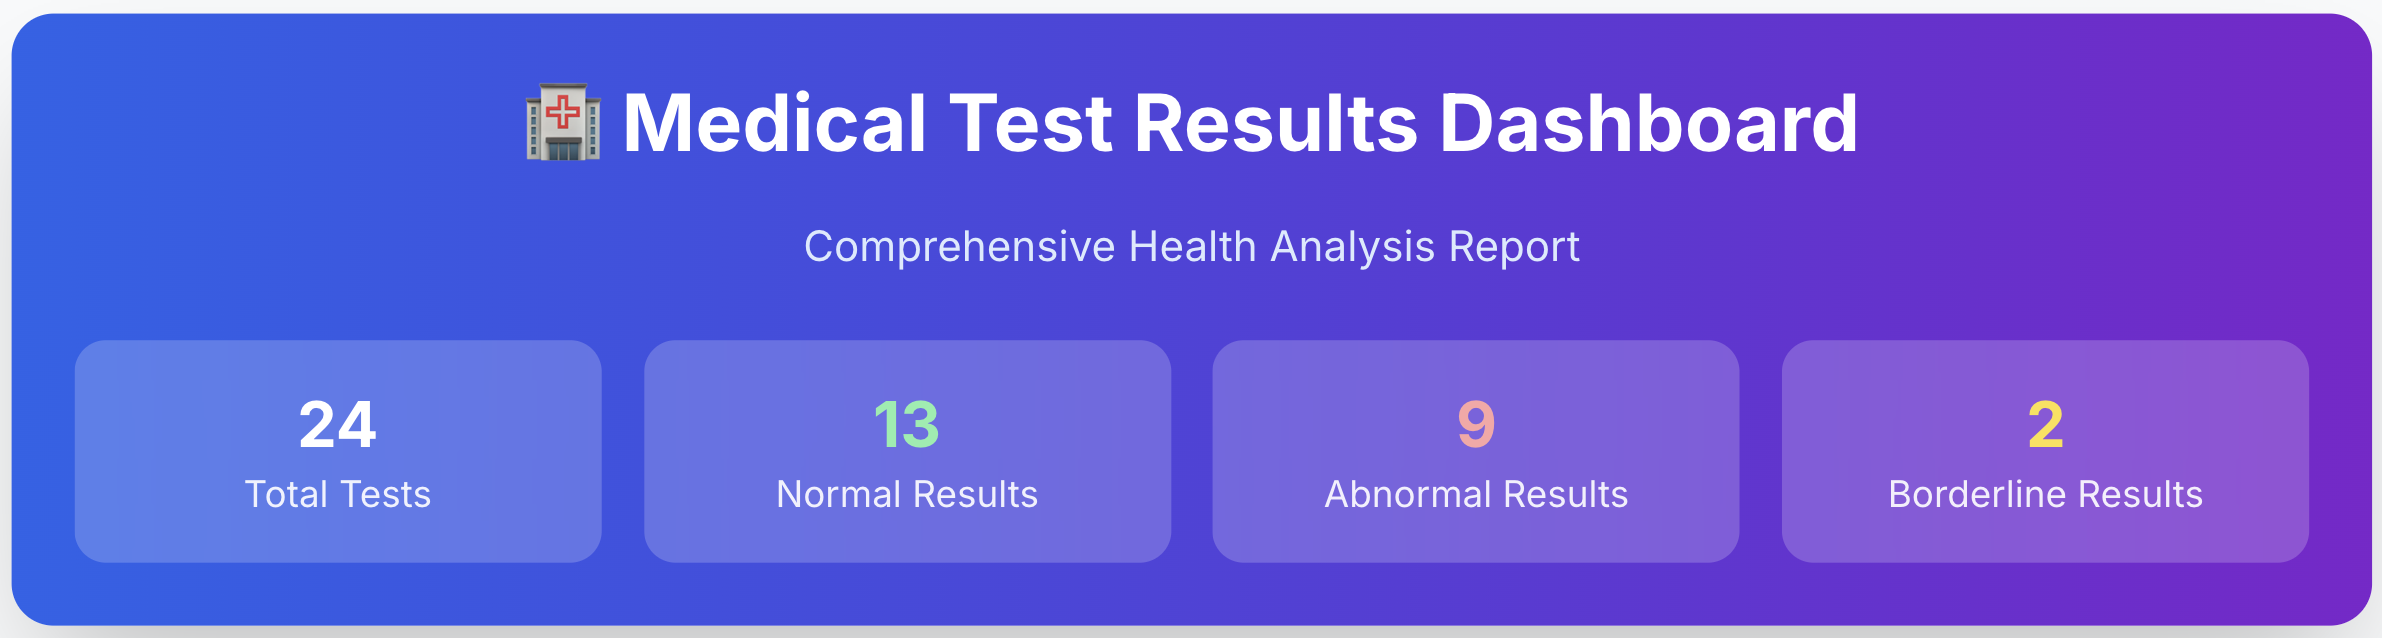 Medical Test Results Dashboard
Comprehensive Health Analysis Report
24
Total Tests
13
Normal Results
9
Abnormal Results
2
Borderline Results